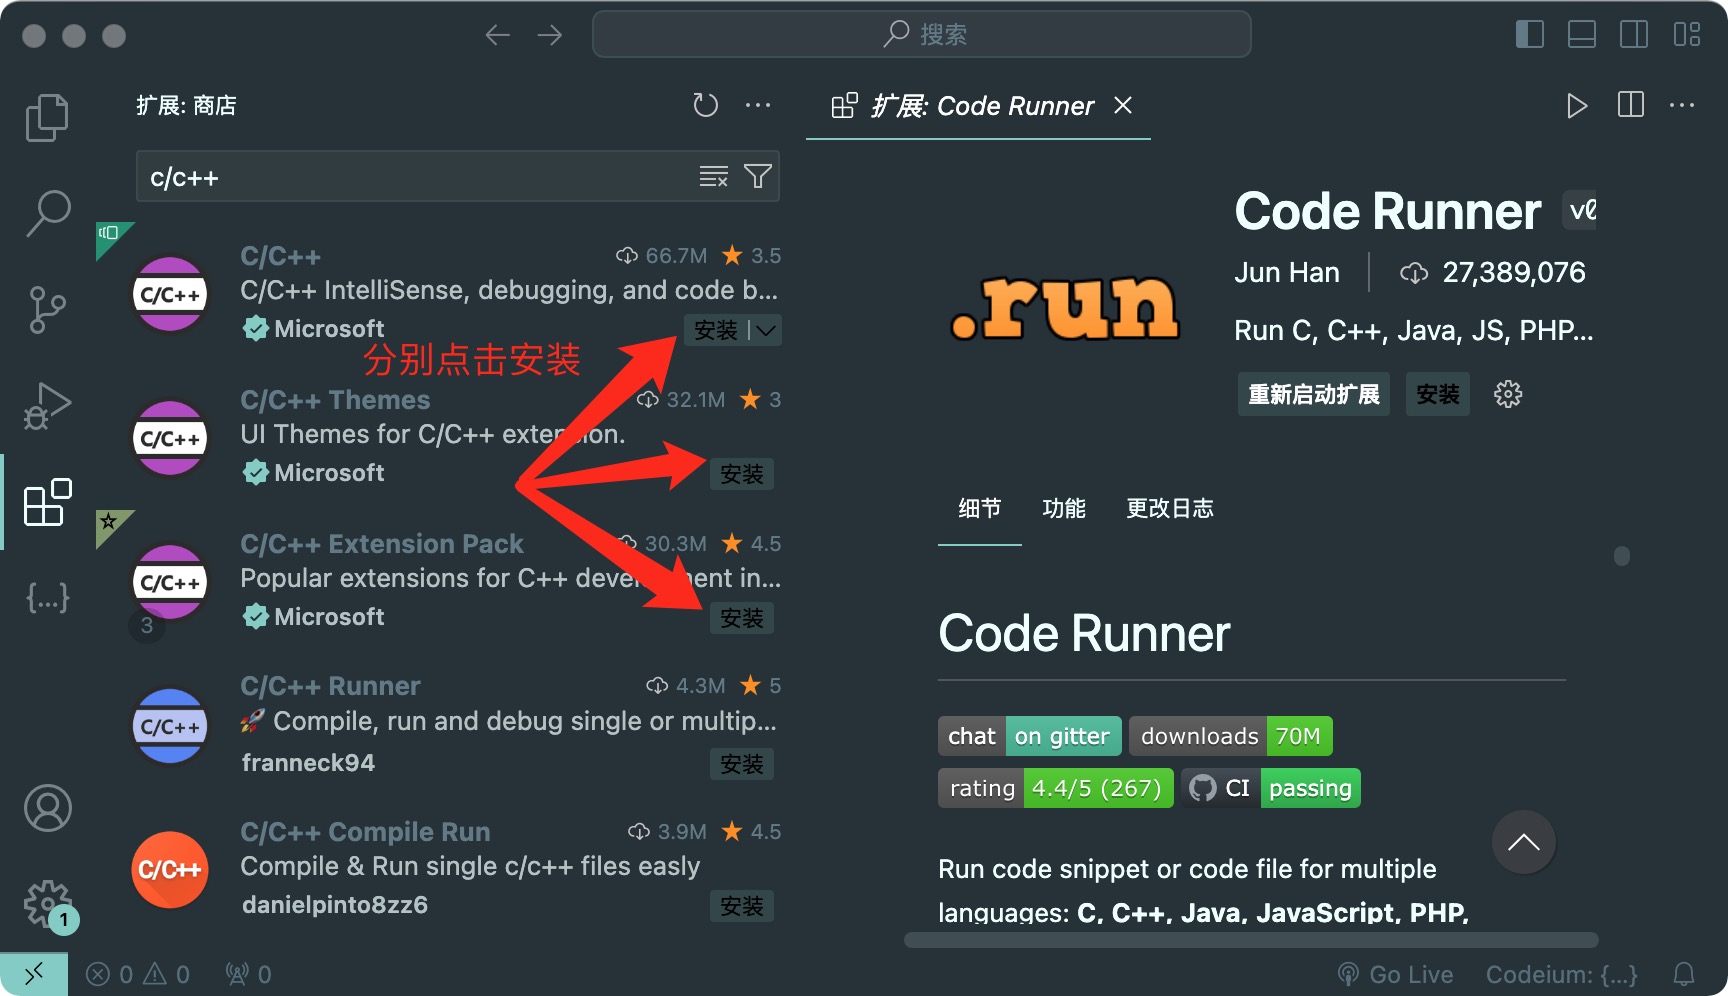 搜索
扩展: 商店
c/c++
C/C++ 66.7M 3.5
C/C++ IntelliSense, debugging, and code b...
Microsoft 安装
分别点击安装
C/C++ Themes 32.1M 3
UI Themes for C/C++ extension.
Microsoft 安装
C/C++ Extension Pack 30.3M 4.5
Popular extensions for C++ development in...
Microsoft 安装
3
C/C++ Runner 4.3M 5
🚀 Compile, run and debug single or multip...
franneck94 安装
C/C++ Compile Run 3.9M 4.5
Compile & Run single c/c++ files easly
danielpinto8zz6 安装
C/C++
C/C++
C/C++
C/C++
C/C++
{...}
1
扩展: Code Runner
.run
Code Runner v0
Jun Han 27,389,076
Run C, C++, Java, JS, PHP...
重新启动扩展 安装
细节 功能 更改日志
Code Runner
chat on gitter downloads 70M
rating 4.4/5 (267) CI passing
Run code snippet or code file for multiple
languages: C, C++, Java, JavaScript, PHP,
0 0 0 Go Live Codeium: {...}